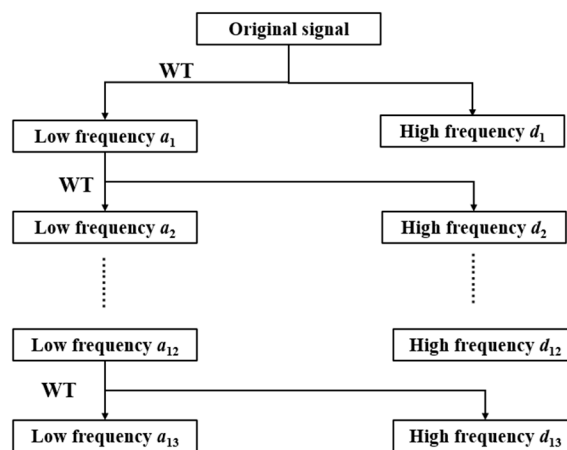 Original signal
WT
Low frequency a₁
High frequency d₁
WT
Low frequency a₂
High frequency d₂
Low frequency a₁₂
High frequency d₁₂
WT
Low frequency a₁₃
High frequency d₁₃